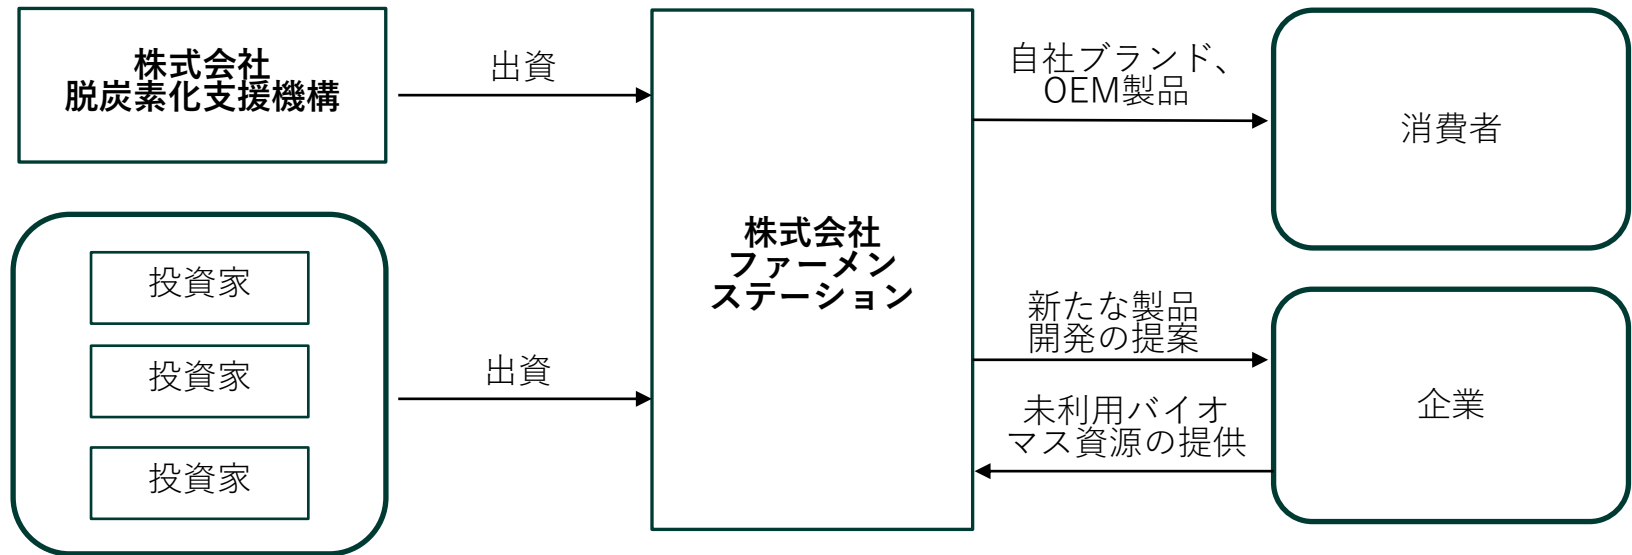 株式会社
脱炭素化支援機構
出資
投資家
投資家
投資家
出資
株式会社
ファーメン
ステーション
自社ブランド、
OEM製品
消費者
新たな製品
開発の提案
未利用バイオ
マス資源の提供
企業